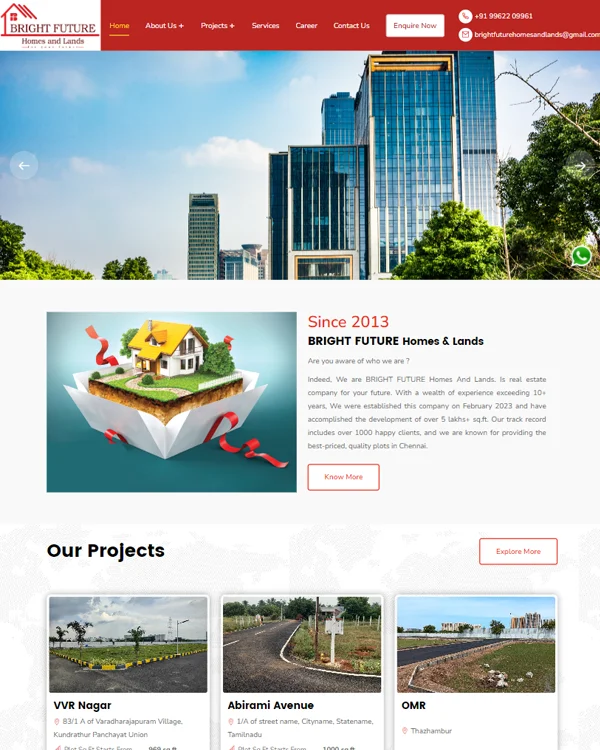 BRIGHT FUTURE
Homes and Lands
Home
About Us +
Projects +
Services
Career
Contact Us
Enquire Now
+91 99622 09961
brightfuturehomesandlands@gmail.com
Since 2013
BRIGHT FUTURE Homes & Lands
Are you aware of who we are ?
Indeed, We are BRIGHT FUTURE Homes And Lands, Is real estate
company for your future. With a wealth of experience exceeding 10+
years, We were established this company on February 2023 and have
accomplished the development of over 5 lakhs+ sq.ft. Our track record
includes over 1000 happy clients, and we are known for providing the
best-priced, quality plots in Chennai.
Know More
Our Projects
Explore More
VVR Nagar
83/1 A of Varadharajapuram Village,
Kundrathur Panchayat Union
Plot Sq.Ft Starts From
969 sq.ft
Abirami Avenue
1/A of street name, Cityname, Statename,
Tamilnadu
Plot Sq.Ft Starts From
1000 sq.ft
OMR
Thazhambur